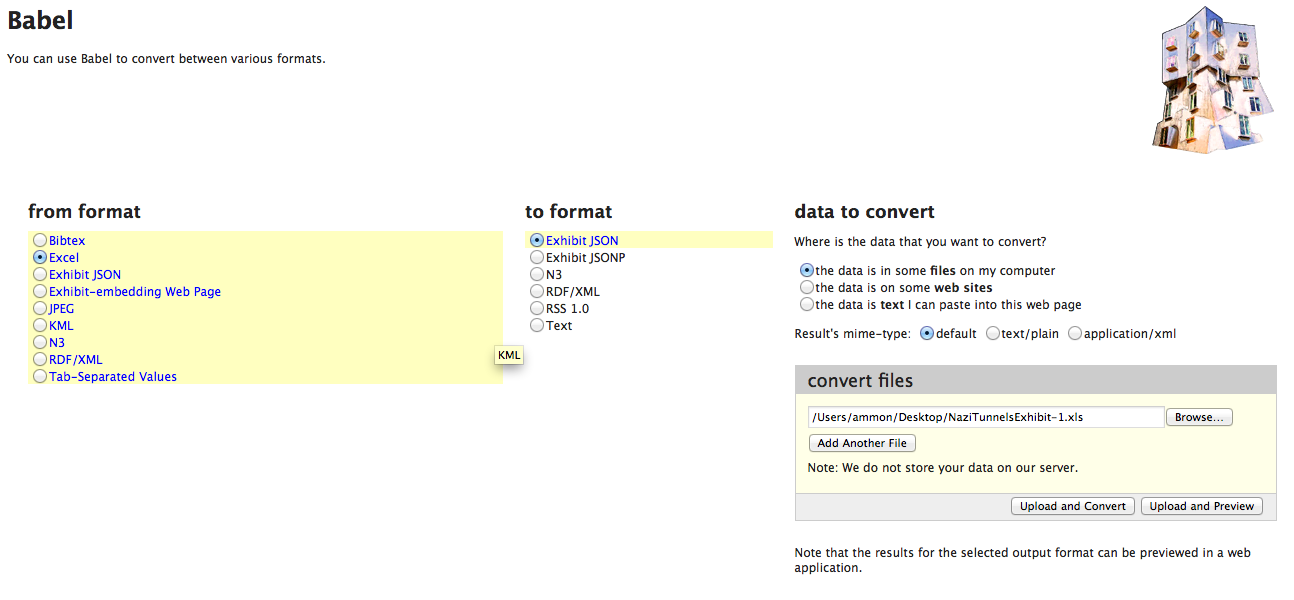 Babel
You can use Babel to convert between various formats.
from format
Bibtex
Excel
Exhibit JSON
Exhibit-embedding Web Page
JPEG
KML
N3
RDF/XML
Tab-Separated Values
KML
to format
Exhibit JSON
Exhibit JSONP
N3
RDF/XML
RSS 1.0
Text
data to convert
Where is the data that you want to convert?
the data is in some files on my computer
the data is on some web sites
the data is text I can paste into this web page
Result's mime-type: default text/plain application/xml
convert files
/Users/ammon/Desktop/NaziTunnelsExhibit-1.xls Browse...
Add Another File
Note: We do not store your data on our server.
Upload and Convert Upload and Preview
Note that the results for the selected output format can be previewed in a web
application.